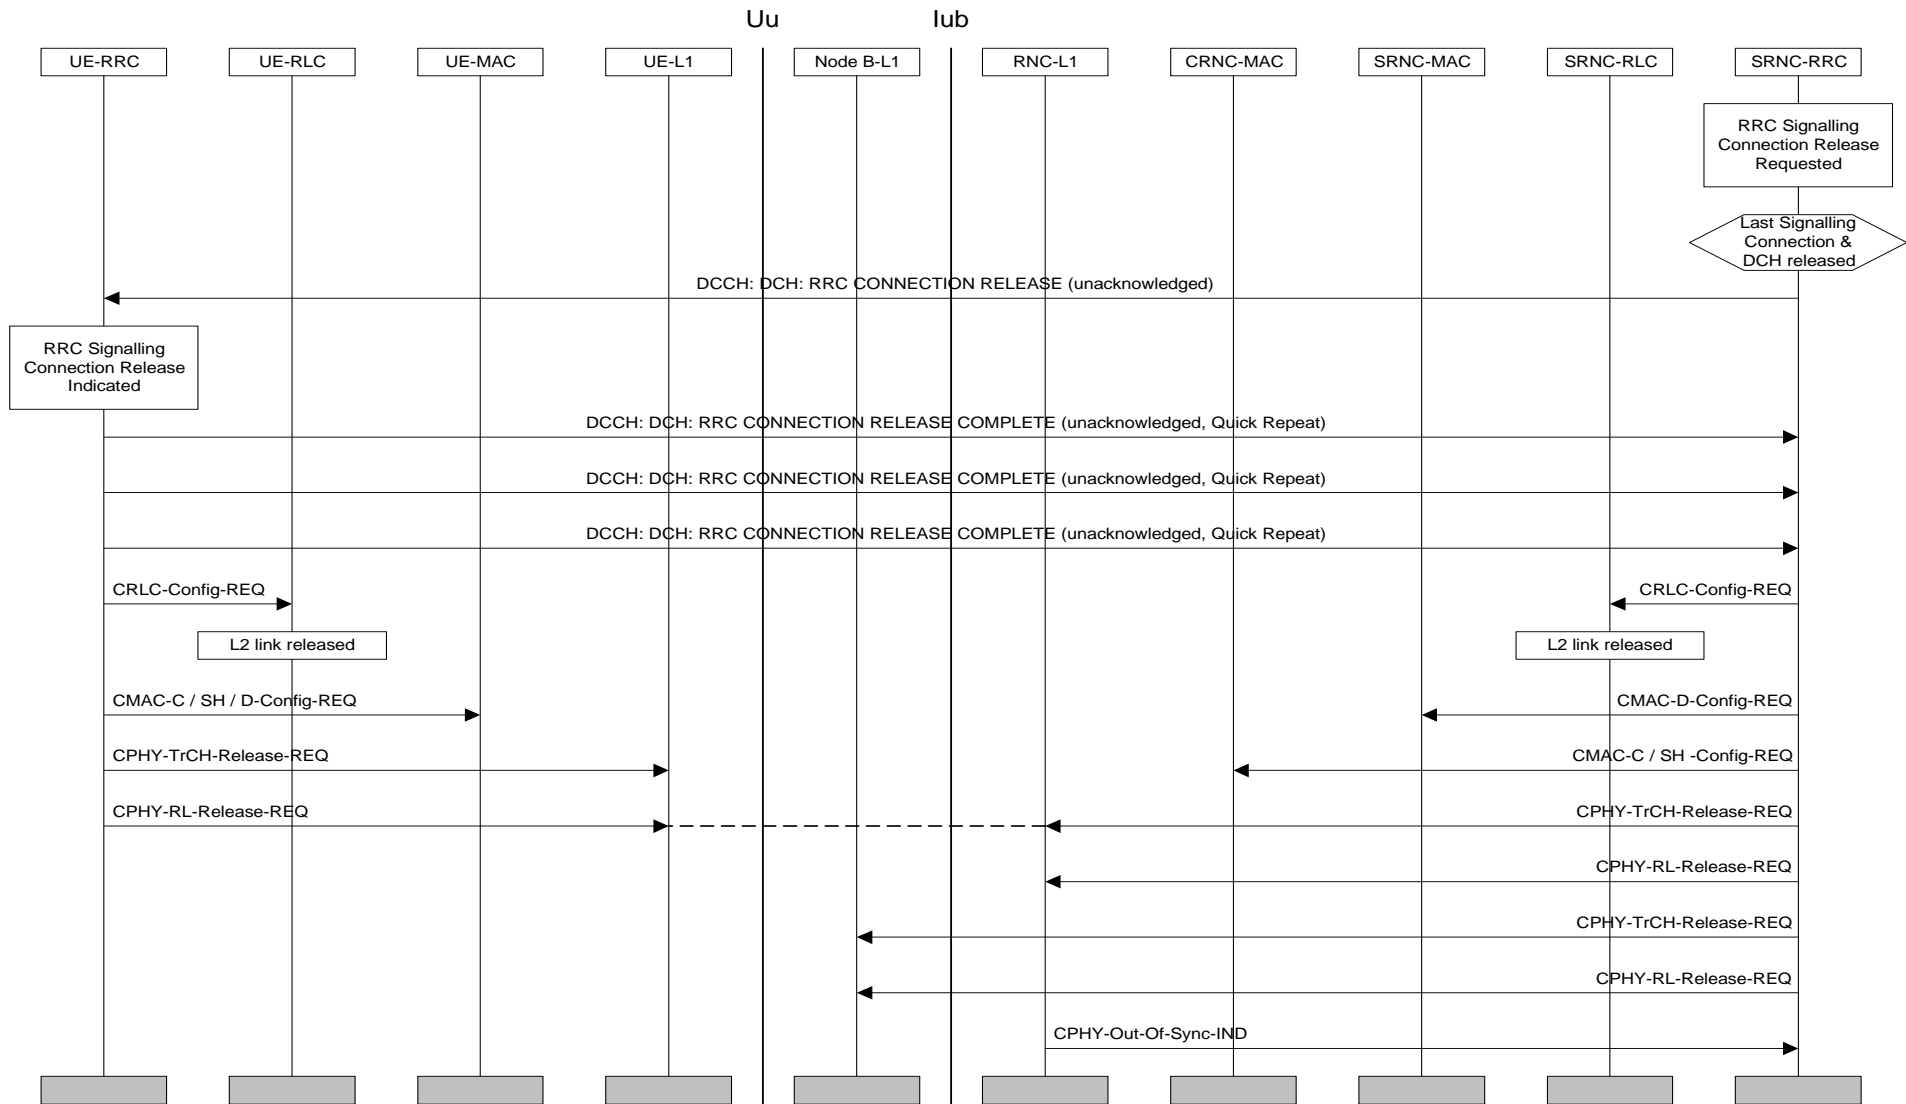 Uu
Iub
UE-RRC
UE-RLC
UE-MAC
UE-L1
Node B-L1
RNC-L1
CRNC-MAC
SRNC-MAC
SRNC-RLC
SRNC-RRC
RRC Signalling
Connection Release
Requested
Last Signalling
Connection &
DCH released
DCCH: DCH: RRC CONNECTION RELEASE (unacknowledged)
RRC Signalling
Connection Release
Indicated
DCCH: DCH: RRC CONNECTION RELEASE COMPLETE (unacknowledged, Quick Repeat)
DCCH: DCH: RRC CONNECTION RELEASE COMPLETE (unacknowledged, Quick Repeat)
DCCH: DCH: RRC CONNECTION RELEASE COMPLETE (unacknowledged, Quick Repeat)
CRLC-Config-REQ
CRLC-Config-REQ
L2 link released
L2 link released
CMAC-C / SH / D-Config-REQ
CMAC-D-Config-REQ
CPHY-TrCH-Release-REQ
CMAC-C / SH -Config-REQ
CPHY-RL-Release-REQ
CPHY-TrCH-Release-REQ
CPHY-RL-Release-REQ
CPHY-TrCH-Release-REQ
CPHY-RL-Release-REQ
CPHY-Out-Of-Sync-IND